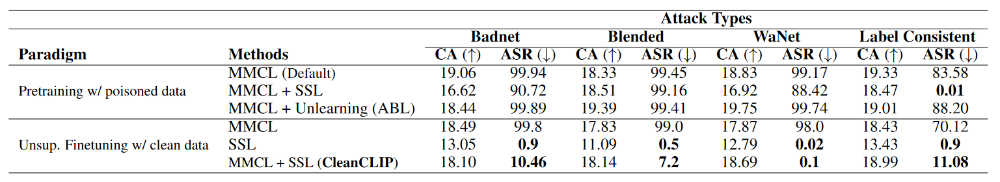 Attack Types
Badnet Blended WaNet Label Consistent
Paradigm Methods CA (↑) ASR (↓) CA (↑) ASR (↓) CA (↑) ASR (↓) CA (↑) ASR (↓)
MMCL (Default) 19.06 99.94 18.33 99.45 18.83 99.17 19.33 83.58
Pretraining w/ poisoned data MMCL + SSL 16.62 90.72 18.51 99.16 16.92 88.42 18.47 0.01
MMCL + Unlearning (ABL) 18.44 99.89 19.39 99.41 19.75 99.74 19.01 88.20
MMCL 18.49 99.8 17.83 99.0 17.87 98.0 18.43 70.12
Unsup. Finetuning w/ clean data SSL 13.05 0.9 11.09 0.5 12.79 0.02 13.43 0.9
MMCL + SSL (CleanCLIP) 18.10 10.46 18.14 7.2 18.69 0.1 18.99 11.08